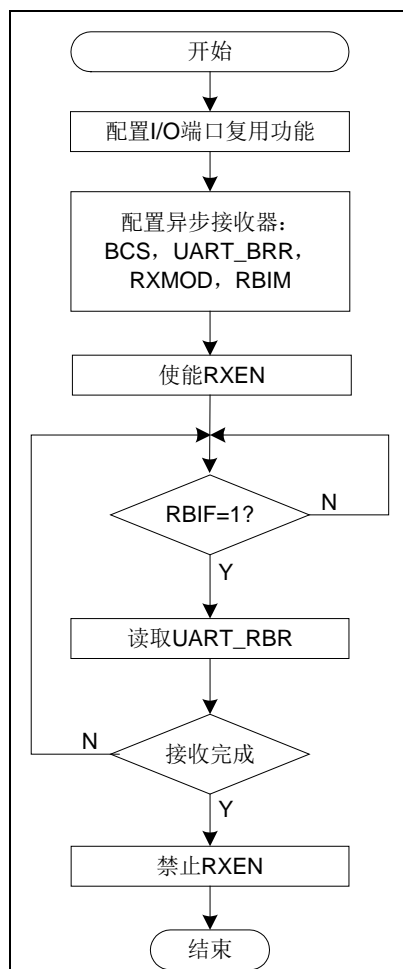 开始
配置I/O端口复用功能
配置异步接收器：
BCS，UART_BRR，
RXMOD，RBIM
使能RXEN
RBIF=1?
N
Y
读取UART_RBR
N
接收完成
Y
禁止RXEN
结束